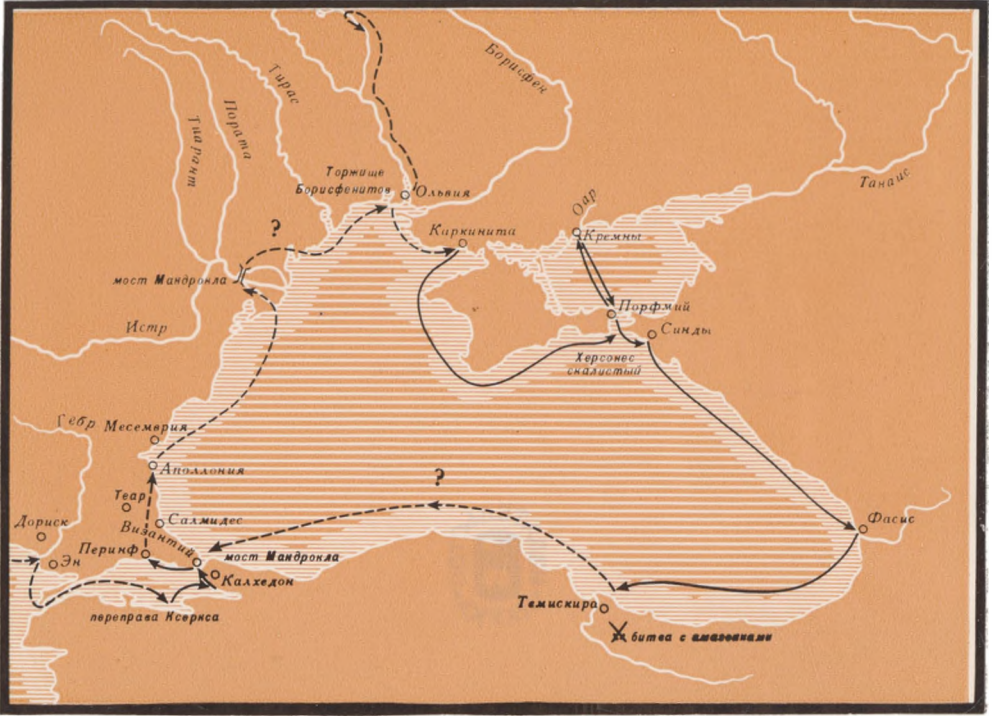 Борисфен
Тирас
Пората
Тиарант
Торжище
Борисфенитов
Ольвия
Танаис
Оар
?
Каркинита
Кремны
мост Мандрокла
Порфмий
Истр
Синды
Херсонес
скалистый
Гебр
Месемврия
Аполлония
?
Теар
Салмидес
Дориск
Византий
Фасис
Перинф
мост Мандрокла
Эн
Калхедон
переправа Ксеркса
Темискира
битва с амазонками